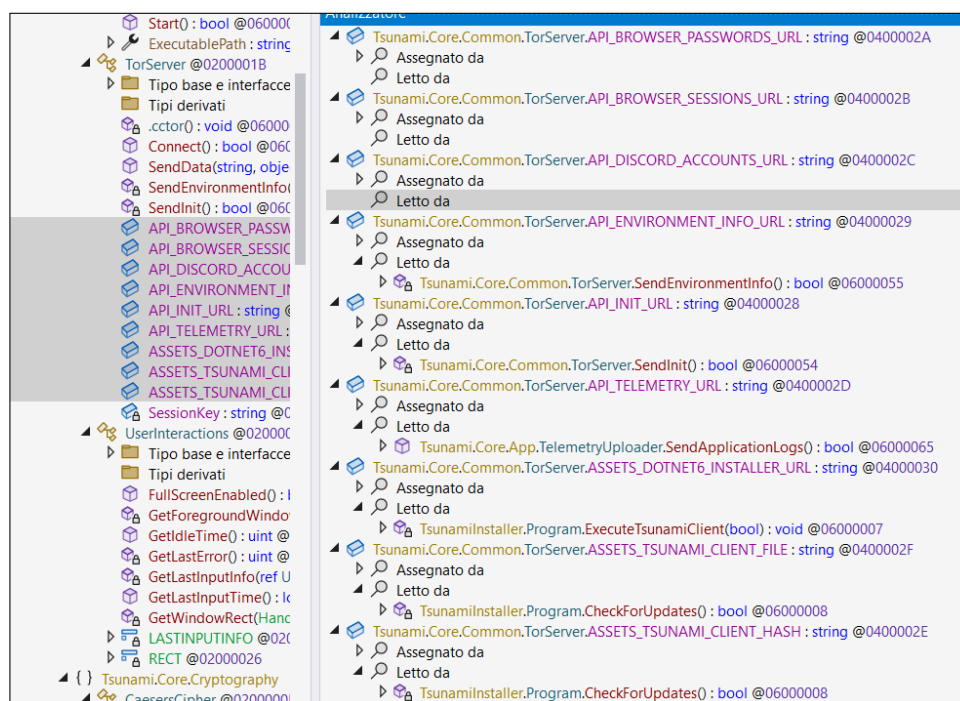 Start() : bool @06000
ExecutablePath : string
TorServer @0200001B
Tipo base e interfacce
Tipi derivati
.cctor() : void @06000
Connect() : bool @060
SendData(string, obje
SendEnvironmentInfo(
SendInit() : bool @060
API_BROWSER_PASSW
API_BROWSER_SESSIO
API_DISCORD_ACCOU
API_ENVIRONMENT_IN
API_INIT_URL : string @
API_TELEMETRY_URL :
ASSETS_DOTNET6_INS
ASSETS_TSUNAMI_CLI
ASSETS_TSUNAMI_CLI
SessionKey : string @0
UserInteractions @020000
Tipo base e interfacce
Tipi derivati
FullScreenEnabled() :
GetForegroundWindo
GetIdleTime() : uint @
GetLastError() : uint @
GetLastInputInfo(ref U
GetLastInputTime() : lo
GetWindowRect(Hand
LASTINPUTINFO @020
RECT @02000026
{ } Tsunami.Core.Cryptography
CaesersCipher @0200000
Analizzatore
Tsunami.Core.Common.TorServer.API_BROWSER_PASSWORDS_URL : string @0400002A
Assegnato da
Letto da
Tsunami.Core.Common.TorServer.API_BROWSER_SESSIONS_URL : string @0400002B
Assegnato da
Letto da
Tsunami.Core.Common.TorServer.API_DISCORD_ACCOUNTS_URL : string @0400002C
Assegnato da
Letto da
Tsunami.Core.Common.TorServer.API_ENVIRONMENT_INFO_URL : string @04000029
Assegnato da
Letto da
Tsunami.Core.Common.TorServer.SendEnvironmentInfo() : bool @06000055
Tsunami.Core.Common.TorServer.API_INIT_URL : string @04000028
Assegnato da
Letto da
Tsunami.Core.Common.TorServer.SendInit() : bool @06000054
Tsunami.Core.Common.TorServer.API_TELEMETRY_URL : string @0400002D
Assegnato da
Letto da
Tsunami.Core.App.TelemetryUploader.SendApplicationLogs() : bool @06000065
Tsunami.Core.Common.TorServer.ASSETS_DOTNET6_INSTALLER_URL : string @04000030
Assegnato da
Letto da
TsunamiInstaller.Program.ExecuteTsunamiClient(bool) : void @06000007
Tsunami.Core.Common.TorServer.ASSETS_TSUNAMI_CLIENT_FILE : string @0400002F
Assegnato da
Letto da
TsunamiInstaller.Program.CheckForUpdates() : bool @06000008
Tsunami.Core.Common.TorServer.ASSETS_TSUNAMI_CLIENT_HASH : string @0400002E
Assegnato da
Letto da
TsunamiInstaller.Program.CheckForUpdates() : bool @06000008